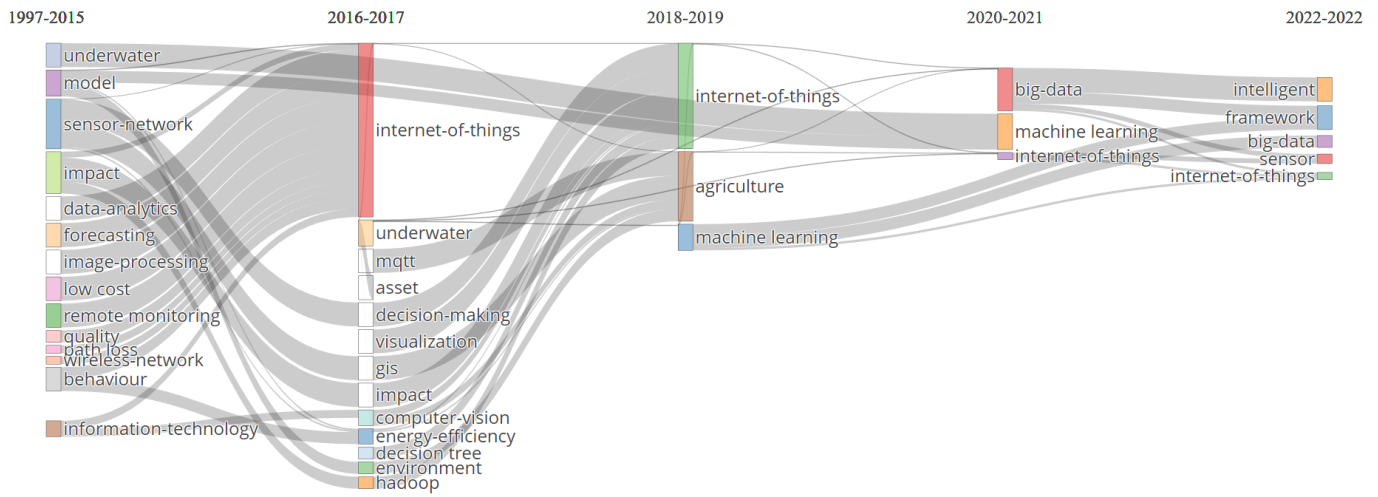 1997-2015
2016-2017
2018-2019
2020-2021
2022-2022
underwater
model
sensor-network
impact
data-analytics
forecasting
image-processing
low cost
remote monitoring
quality
path loss
wireless-network
behaviour
information-technology
internet-of-things
underwater
mqtt
asset
decision-making
visualization
gis
impact
computer-vision
energy-efficiency
decision tree
environment
hadoop
internet-of-things
agriculture
machine learning
big-data
machine learning
internet-of-things
intelligent
framework
big-data
sensor
internet-of-things